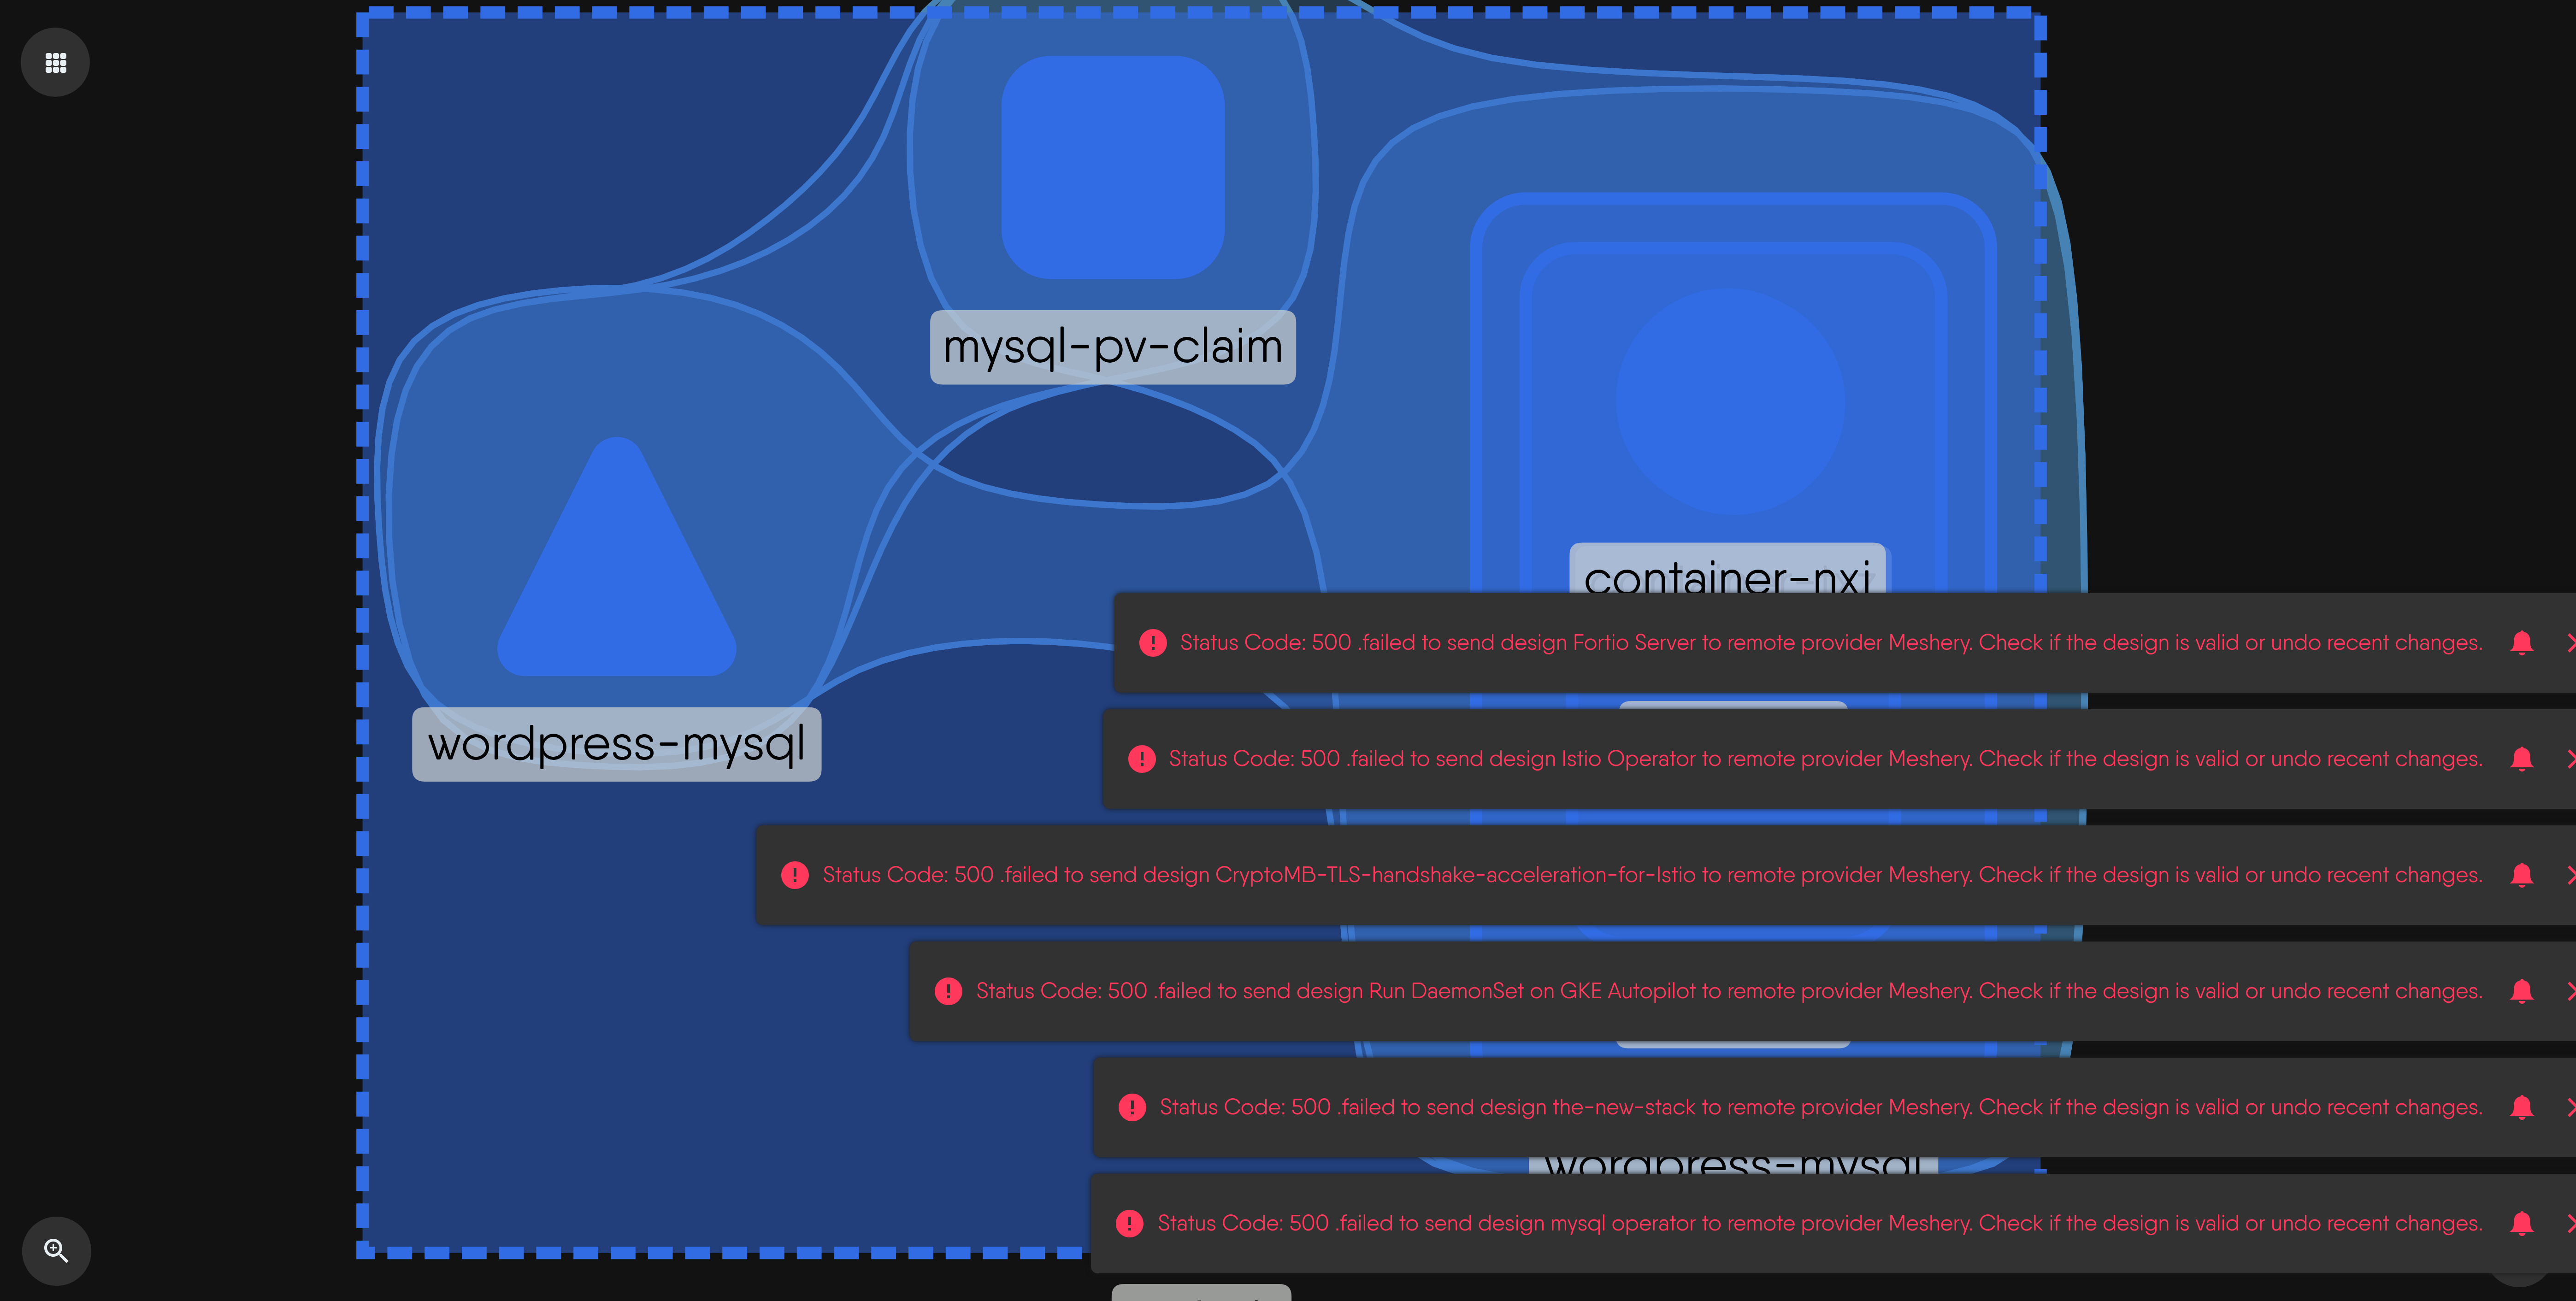 mysql-pv-claim
container-nxi
Status Code: 500 .failed to send design Fortio Server to remote provider Meshery. Check if the design is valid or undo recent changes.
wordpress-mysql
Status Code: 500 .failed to send design Istio Operator to remote provider Meshery. Check if the design is valid or undo recent changes.
Status Code: 500 .failed to send design CryptoMB-TLS-handshake-acceleration-for-Istio to remote provider Meshery. Check if the design is valid or undo recent changes.
Status Code: 500 .failed to send design Run DaemonSet on GKE Autopilot to remote provider Meshery. Check if the design is valid or undo recent changes.
Status Code: 500 .failed to send design the-new-stack to remote provider Meshery. Check if the design is valid or undo recent changes.
wordpress-mysql
Status Code: 500 .failed to send design mysql operator to remote provider Meshery. Check if the design is valid or undo recent changes.